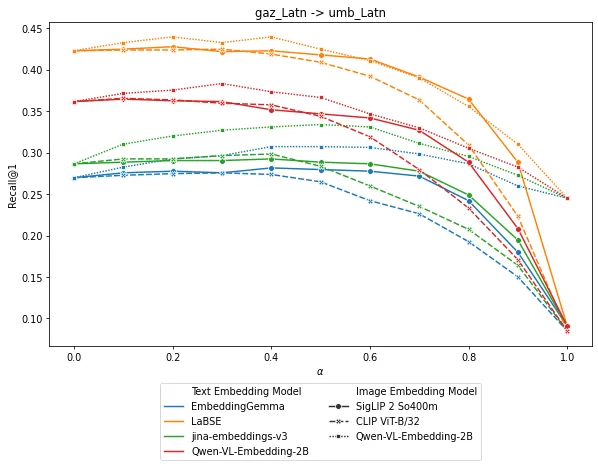 gaz_Latn -> umb_Latn
0.45
0.40
0.35
0.30
0.25
0.20
0.15
0.10
Recall@1
0.0 0.2 0.4 0.6 0.8 1.0
α
Text Embedding Model
EmbeddingGemma
LaBSE
jina-embeddings-v3
Qwen-VL-Embedding-2B
Image Embedding Model
SigLIP 2 So400m
CLIP ViT-B/32
Qwen-VL-Embedding-2B